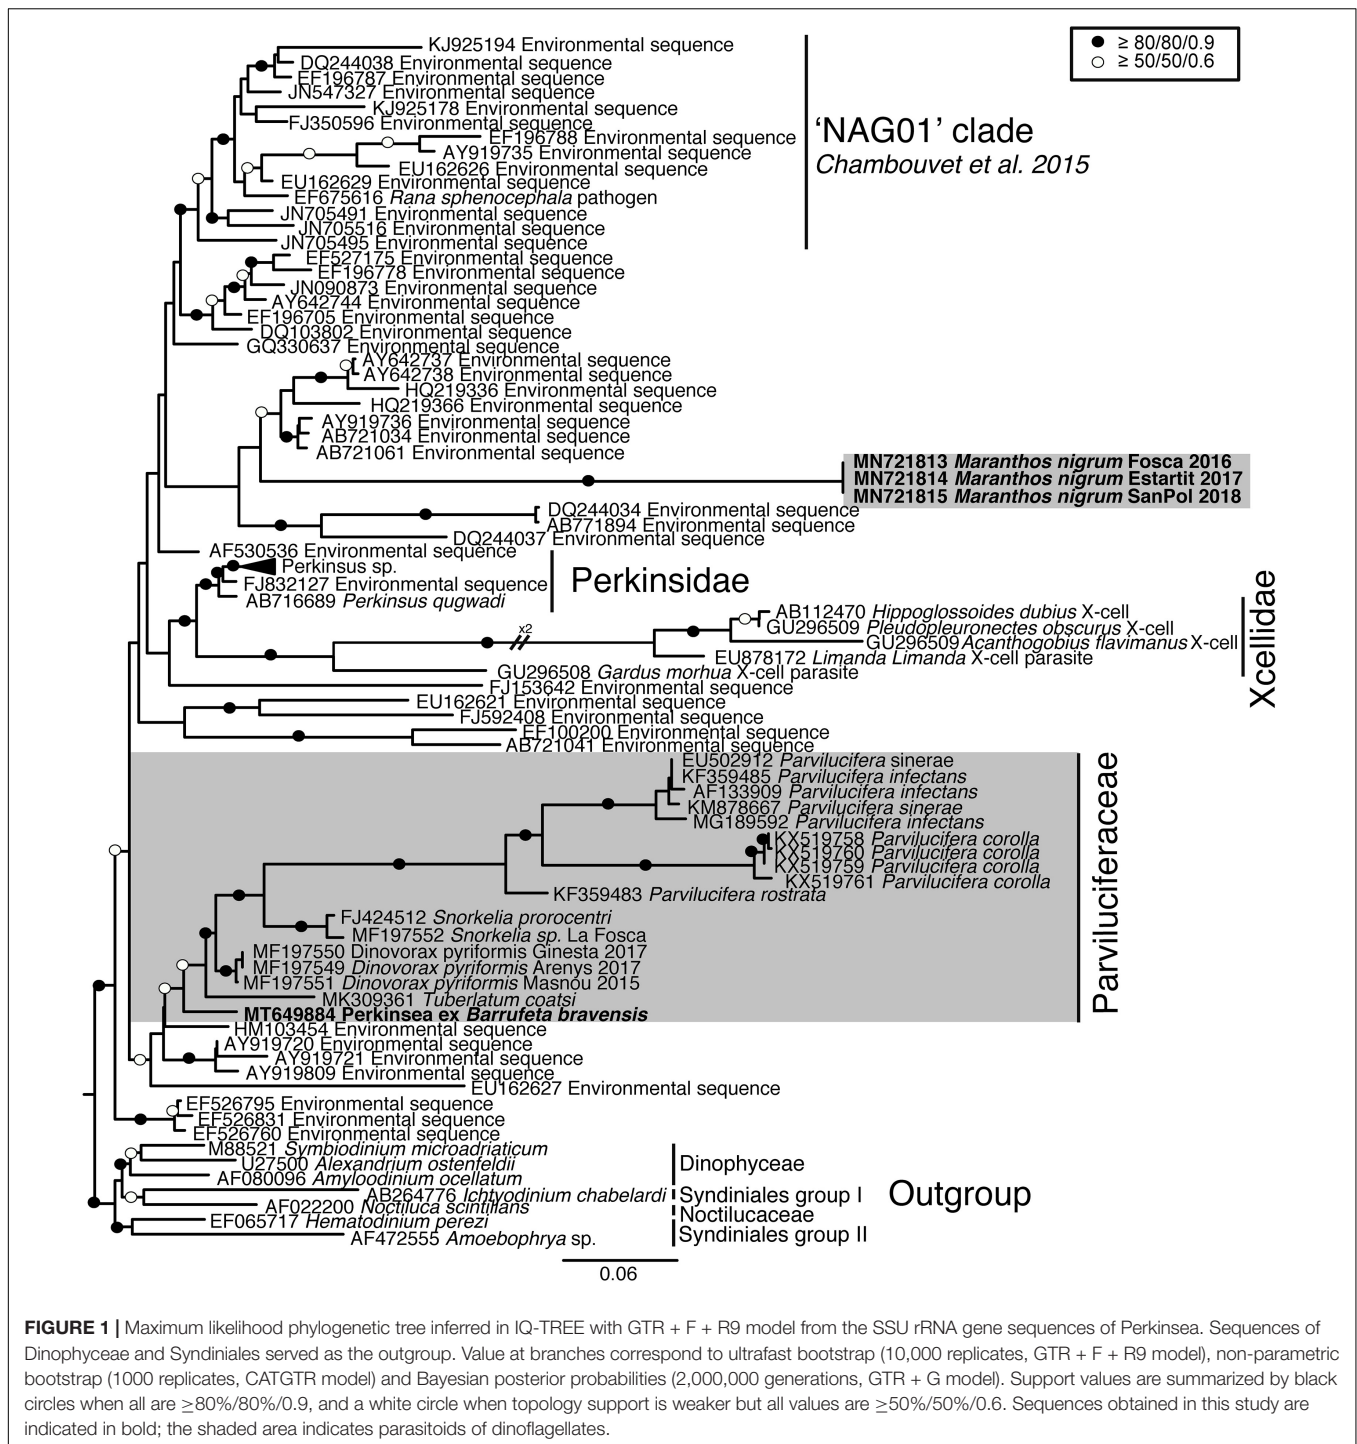 ≥ 80/80/0.9
≥ 50/50/0.6
KJ925194 Environmental sequence
DQ244038 Environmental sequence
EF196787 Environmental sequence
JN547327 Environmental sequence
KJ925178 Environmental sequence
FJ350596 Environmental sequence
EF196788 Environmental sequence
AY919735 Environmental sequence
EU162626 Environmental sequence
EU162629 Environmental sequence
EF675616 Rana sphenocephala pathogen
JN705491 Environmental sequence
JN705516 Environmental sequence
JN705495 Environmental sequence
'NAG01' clade
Chambouvet et al. 2015
EF527175 Environmental sequence
EF196778 Environmental sequence
JN090873 Environmental sequence
AY642744 Environmental sequence
EF196705 Environmental sequence
DQ103802 Environmental sequence
GQ330637 Environmental sequence
AY642737 Environmental sequence
AY642738 Environmental sequence
HQ219336 Environmental sequence
HQ219366 Environmental sequence
AY919736 Environmental sequence
AB721034 Environmental sequence
AB721061 Environmental sequence
MN721813 Maranthos nigrum Fosca 2016
MN721814 Maranthos nigrum Estartit 2017
MN721815 Maranthos nigrum SanPol 2018
DQ244034 Environmental sequence
AB771894 Environmental sequence
DQ244037 Environmental sequence
AF530536 Environmental sequence
Perkinsus sp.
FJ832127 Environmental sequence
AB716689 Perkinsus qugwadi
Perkinsidae
x2
AB112470 Hippoglossoides dubius X-cell
GU296509 Pleudopleuronectes obscurus X-cell
GU296509 Acanthogobius flavimanus X-cell
EU878172 Limanda Limanda X-cell parasite
GU296508 Gardus morhua X-cell parasite
Xcellidae
FJ153642 Environmental sequence
EU162621 Environmental sequence
FJ592408 Environmental sequence
EF100200 Environmental sequence
AB721041 Environmental sequence
EU502912 Parvilucifera sinerae
KF359485 Parvilucifera infectans
AF133909 Parvilucifera infectans
KM878667 Parvilucifera sinerae
MG189592 Parvilucifera infectans
KX519758 Parvilucifera corolla
KX519760 Parvilucifera corolla
KX519759 Parvilucifera corolla
KX519761 Parvilucifera corolla
KF359483 Parvilucifera rostrata
FJ424512 Snorkelia prorocentri
MF197552 Snorkelia sp. La Fosca
MF197550 Dinovorax pyriformis Ginesta 2017
MF197549 Dinovorax pyriformis Arenys 2017
MF197551 Dinovorax pyriformis Masnou 2015
MK309361 Tuberlatum coatsi
MT649884 Perkinsea ex Barrufeta bravensis
Parviluciferaceae
HM103454 Environmental sequence
AY919720 Environmental sequence
AY919721 Environmental sequence
AY919809 Environmental sequence
EU162627 Environmental sequence
EF526795 Environmental sequence
EF526831 Environmental sequence
EF526760 Environmental sequence
M88521 Symbiodinium microadriaticum
U27500 Alexandrium ostenfeldii
AF080096 Amyloodinium ocellatum
AB264776 Ichtyodinium chabelardi
AF022200 Noctiluca scintillans
EF065717 Hematodinium perezi
AF472555 Amoebophrya sp.
Dinophyceae
Syndiniales group I
Noctilucaceae
Syndiniales group II
Outgroup
0.06
FIGURE 1 | Maximum likelihood phylogenetic tree inferred in IQ-TREE with GTR + F + R9 model from the SSU rRNA gene sequences of Perkinsea. Sequences of
Dinophyceae and Syndiniales served as the outgroup. Value at branches correspond to ultrafast bootstrap (10,000 replicates, GTR + F + R9 model), non-parametric
bootstrap (1000 replicates, CATGTR model) and Bayesian posterior probabilities (2,000,000 generations, GTR + G model). Support values are summarized by black
circles when all are ≥80%/80%/0.9, and a white circle when topology support is weaker but all values are ≥50%/50%/0.6. Sequences obtained in this study are
indicated in bold; the shaded area indicates parasitoids of dinoflagellates.